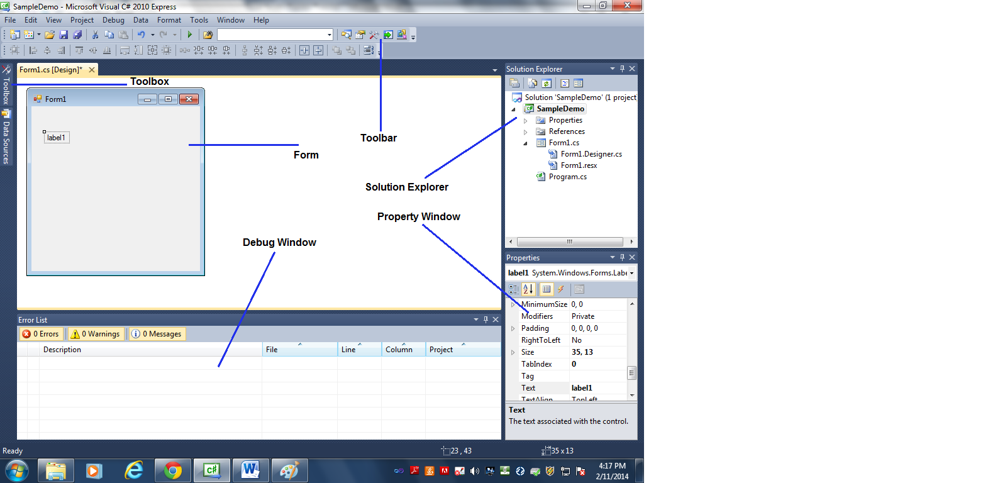 SampleDemo - Microsoft Visual C# 2010 Express
File Edit View Project Debug Data Format Tools Window Help
Form1.cs [Design]*
Toolbox
Data Sources
Toolbox
Form1
label1
Form
Toolbar
Solution Explorer
Property Window
Debug Window
Solution Explorer
Solution 'SampleDemo' (1 project
SampleDemo
Properties
References
Form1.cs
Form1.Designer.cs
Form1.resx
Program.cs
Properties
label1 System.Windows.Forms.Labe
MinimumSize 0, 0
Modifiers Private
Padding 0, 0, 0, 0
RightToLeft No
Size 35, 13
TabIndex 0
Tag
Text label1
TextAlign TopLeft
Text
The text associated with the control.
Error List
0 Errors 0 Warnings 0 Messages
Description File Line Column Project
Ready 23 , 43 35 x 13
4:17 PM
2/11/2014